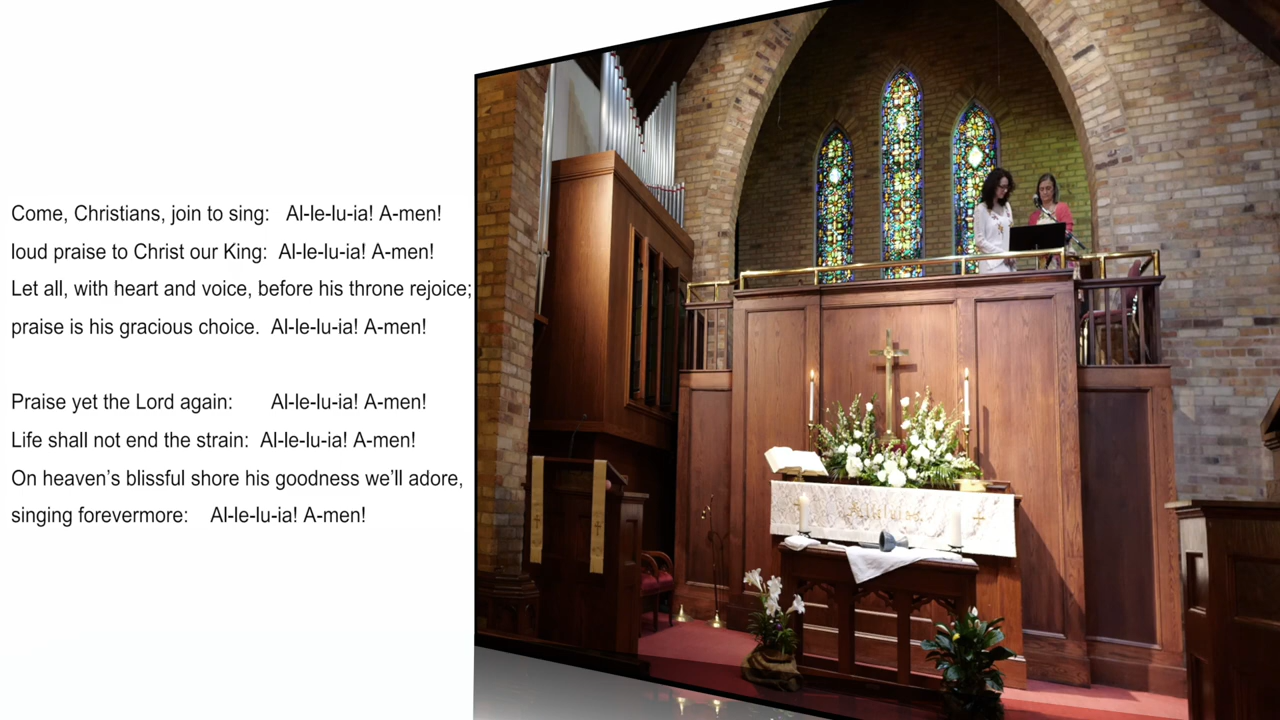 Come, Christians, join to sing: Al-le-lu-ia! A-men!
loud praise to Christ our King: Al-le-lu-ia! A-men!
Let all, with heart and voice, before his throne rejoice;
praise is his gracious choice. Al-le-lu-ia! A-men!
Praise yet the Lord again: Al-le-lu-ia! A-men!
Life shall not end the strain: Al-le-lu-ia! A-men!
On heaven’s blissful shore his goodness we’ll adore,
singing forevermore: Al-le-lu-ia! A-men!
Alleluia